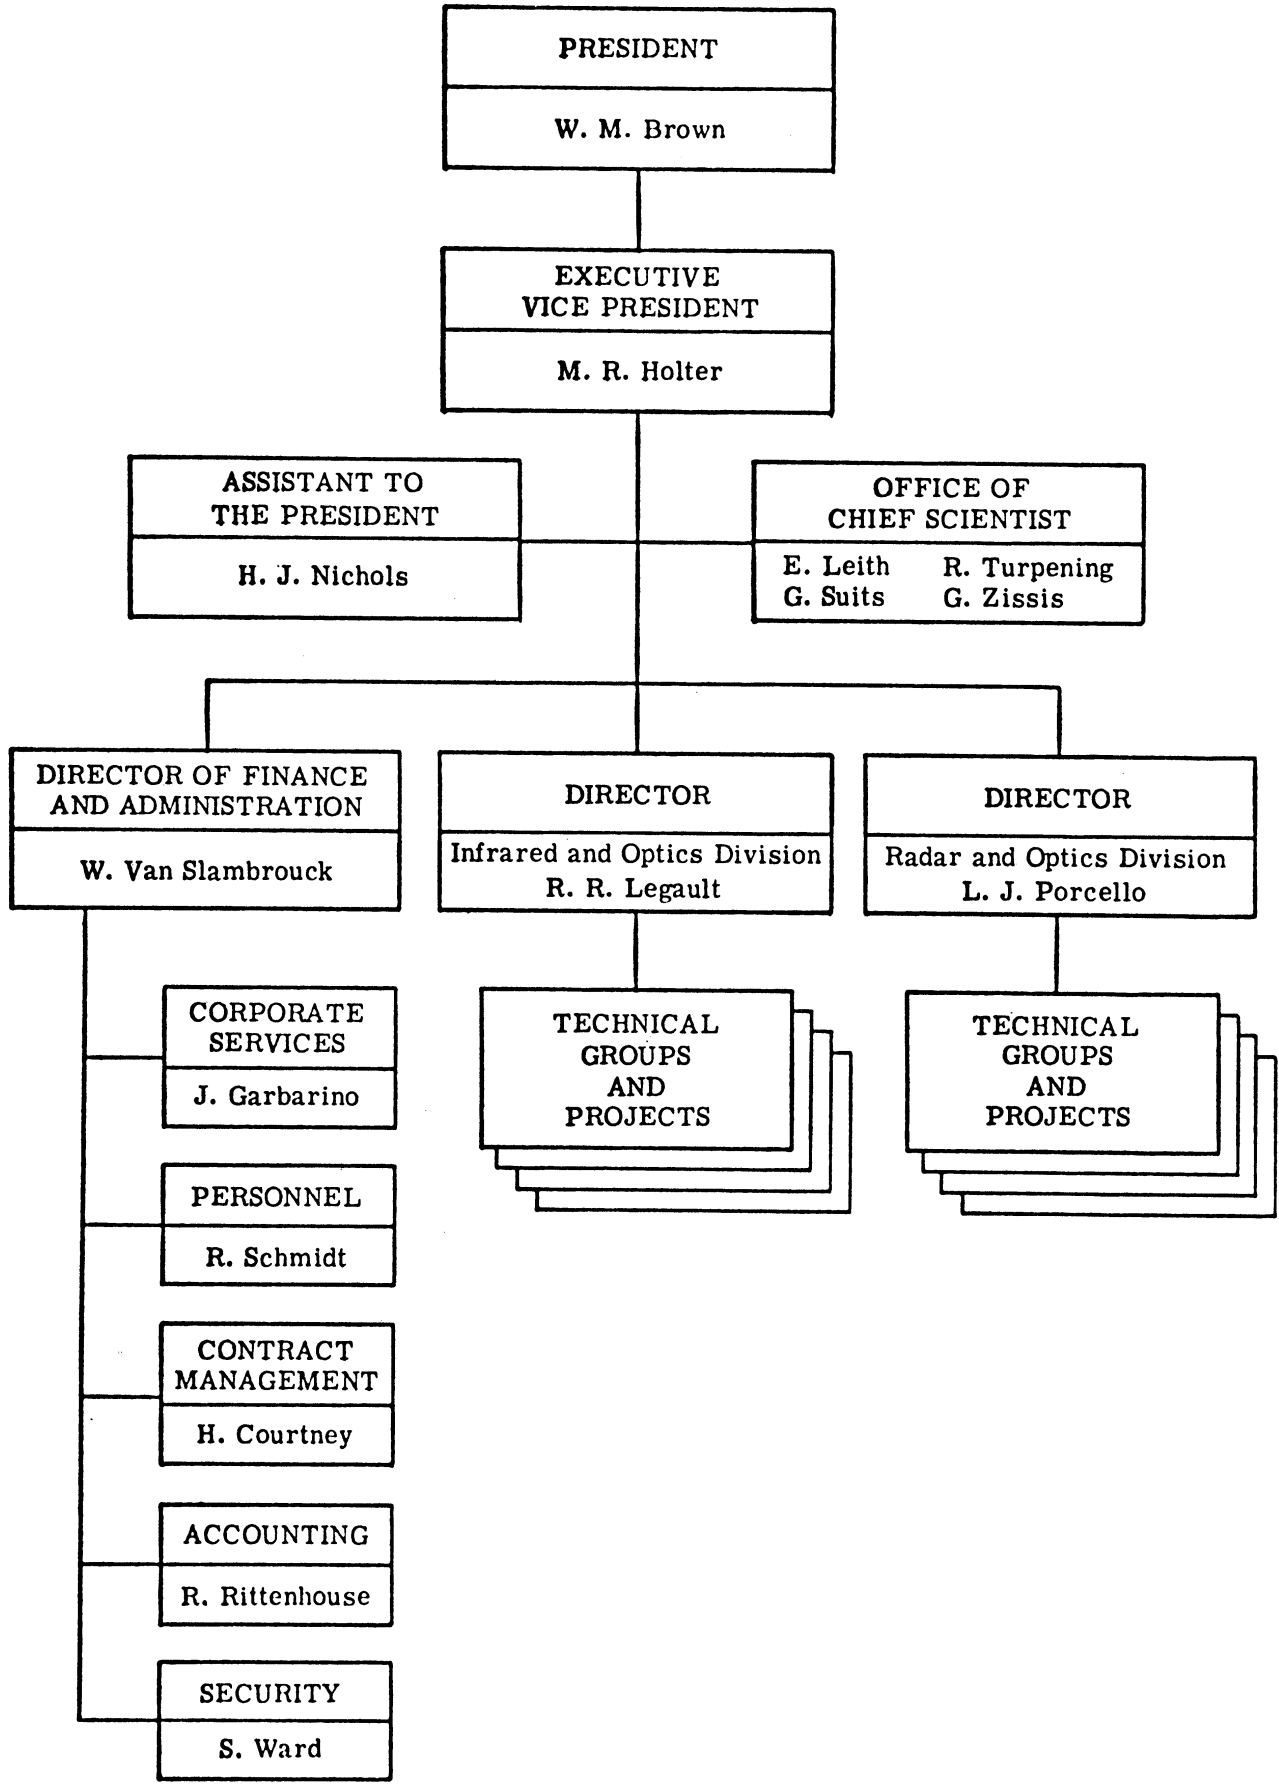 PRESIDENT
W. M. Brown
EXECUTIVE
VICE PRESIDENT
M. R. Holter
ASSISTANT TO
THE PRESIDENT
H. J. Nichols
OFFICE OF
CHIEF SCIENTIST
E. Leith R. Turpening
G. Suits G. Zissis
DIRECTOR OF FINANCE
AND ADMINISTRATION
W. Van Slambrouck
DIRECTOR
Infrared and Optics Division
R. R. Legault
DIRECTOR
Radar and Optics Division
L. J. Porcello
CORPORATE
SERVICES
J. Garbarino
PERSONNEL
R. Schmidt
CONTRACT
MANAGEMENT
H. Courtney
ACCOUNTING
R. Rittenhouse
SECURITY
S. Ward
TECHNICAL
GROUPS
AND
PROJECTS
TECHNICAL
GROUPS
AND
PROJECTS